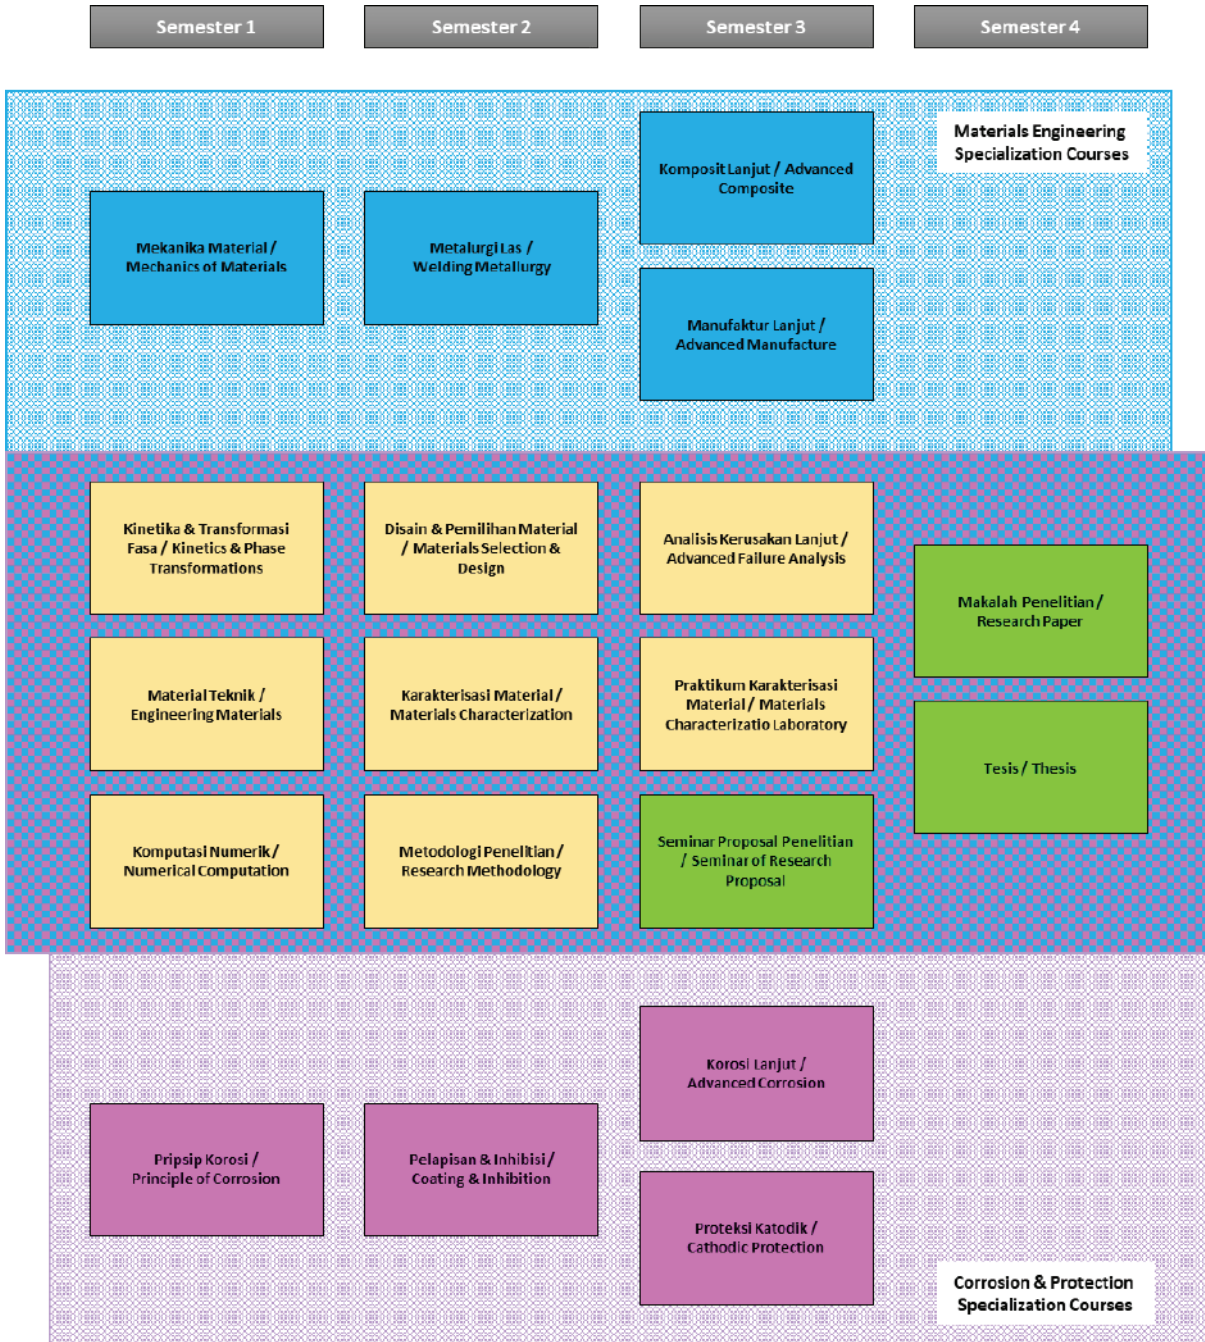 Semester 1
Semester 2
Semester 3
Semester 4
Materials Engineering
Specialization Courses
Komposit Lanjut / Advanced
Composite
Mekanika Material /
Mechanics of Materials
Metalurgi Las /
Welding Metallurgy
Manufaktur Lanjut /
Advanced Manufacture
Kinetika & Transformasi
Fasa / Kinetics & Phase
Transformations
Disain & Pemilihan Material
/ Materials Selection &
Design
Analisis Kerusakan Lanjut /
Advanced Failure Analysis
Makalah Penelitian /
Research Paper
Material Teknik /
Engineering Materials
Karakterisasi Material /
Materials Characterization
Praktikum Karakterisasi
Material / Materials
Characterizatio Laboratory
Tesis / Thesis
Komputasi Numerik /
Numerical Computation
Metodologi Penelitian /
Research Methodology
Seminar Proposal Penelitian
/ Seminar of Research
Proposal
Korosi Lanjut /
Advanced Corrosion
Pripsip Korosi /
Principle of Corrosion
Pelapisan & Inhibisi /
Coating & Inhibition
Proteksi Katodik /
Cathodic Protection
Corrosion & Protection
Specialization Courses